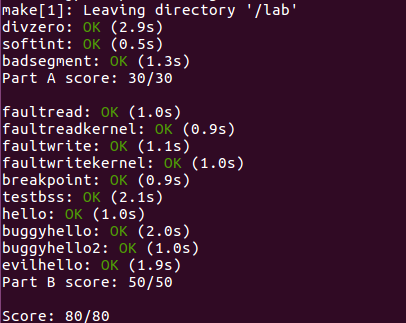 make[1]: Leaving directory '/lab'
divzero: OK (2.9s)
softint: OK (0.5s)
badsegment: OK (1.3s)
Part A score: 30/30
faultread: OK (1.0s)
faultreadkernel: OK (0.9s)
faultwrite: OK (1.1s)
faultwritekernel: OK (1.0s)
breakpoint: OK (0.9s)
testbss: OK (2.1s)
hello: OK (1.0s)
buggyhello: OK (2.0s)
buggyhello2: OK (1.0s)
evilhello: OK (1.9s)
Part B score: 50/50
Score: 80/80